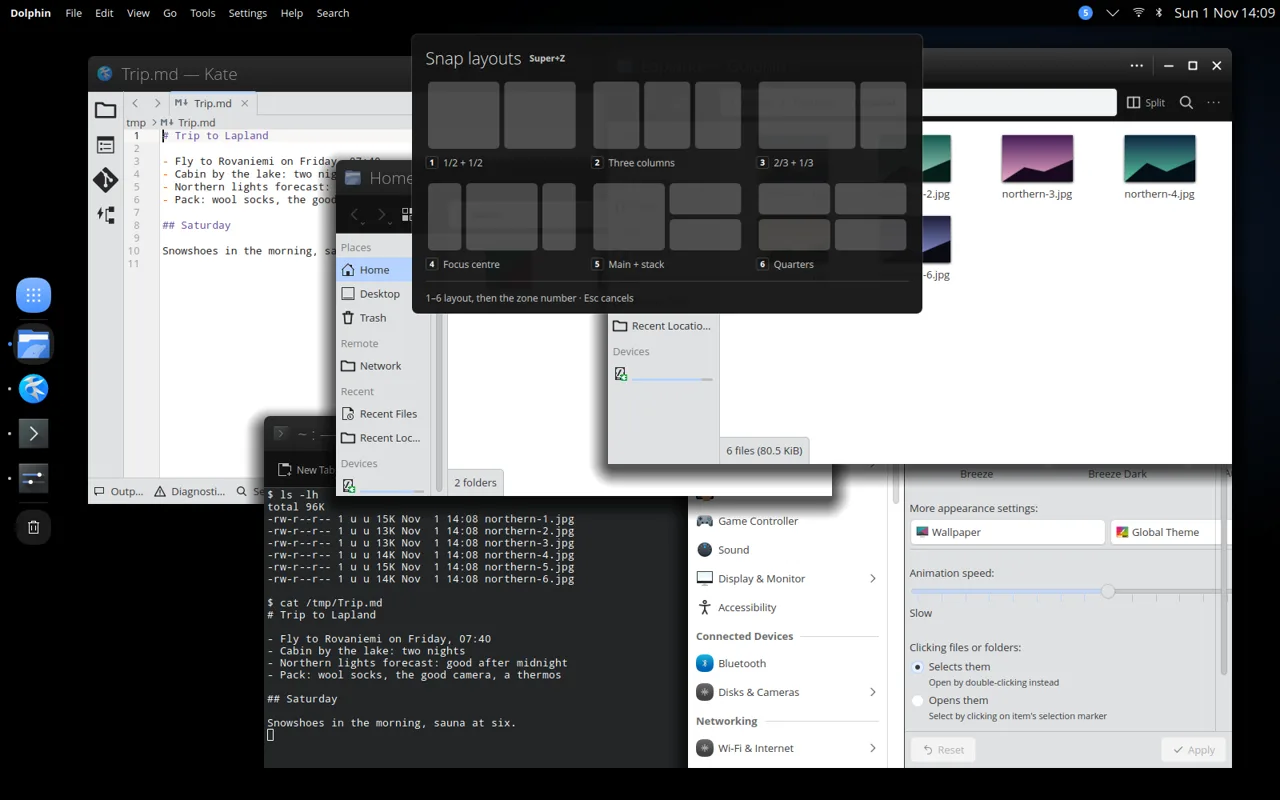 Dolphin File Edit View Go Tools Settings Help Search
5 Sun 1 Nov 14:09
Trip.md — Kate
M↓ Trip.md
tmp M↓ Trip.md
1 # Trip to Lapland
2
3 - Fly to Rovaniemi on Friday, 07:40
4 - Cabin by the lake: two nig
5 - Northern lights forecast:
6 - Pack: wool socks, the good
7
8 ## Saturday
9
10 Snowshoes in the morning, sa
11
Outp... Diagnosti... Se
Snap layouts Super+Z
1 1/2 + 1/2
2 Three columns
3 2/3 + 1/3
4 Focus centre
5 Main + stack
6 Quarters
1–6 layout, then the zone number · Esc cancels
Home
Places
Home
Desktop
Trash
Remote
Network
Recent
Recent Files
Recent Loc...
Devices
2 folders
Split
-2.jpg
northern-3.jpg
northern-4.jpg
-6.jpg
Recent Locatio...
Devices
6 files (80.5 KiB)
~ : —
New Tab
$ ls -lh
total 96K
-rw-r--r-- 1 u u 15K Nov  1 14:08 northern-1.jpg
-rw-r--r-- 1 u u 13K Nov  1 14:08 northern-2.jpg
-rw-r--r-- 1 u u 13K Nov  1 14:08 northern-3.jpg
-rw-r--r-- 1 u u 14K Nov  1 14:08 northern-4.jpg
-rw-r--r-- 1 u u 15K Nov  1 14:08 northern-5.jpg
-rw-r--r-- 1 u u 14K Nov  1 14:08 northern-6.jpg
$ cat /tmp/Trip.md
# Trip to Lapland
- Fly to Rovaniemi on Friday, 07:40
- Cabin by the lake: two nights
- Northern lights forecast: good after midnight
- Pack: wool socks, the good camera, a thermos
## Saturday
Snowshoes in the morning, sauna at six.
Game Controller
Sound
Display & Monitor
Accessibility
Connected Devices
Bluetooth
Disks & Cameras
Networking
Wi-Fi & Internet
Breeze
Breeze Dark
More appearance settings:
Wallpaper
Global Theme
Animation speed:
Slow
Clicking files or folders:
Selects them
Open by double-clicking instead
Opens them
Select by clicking on item's selection marker
Reset
Apply